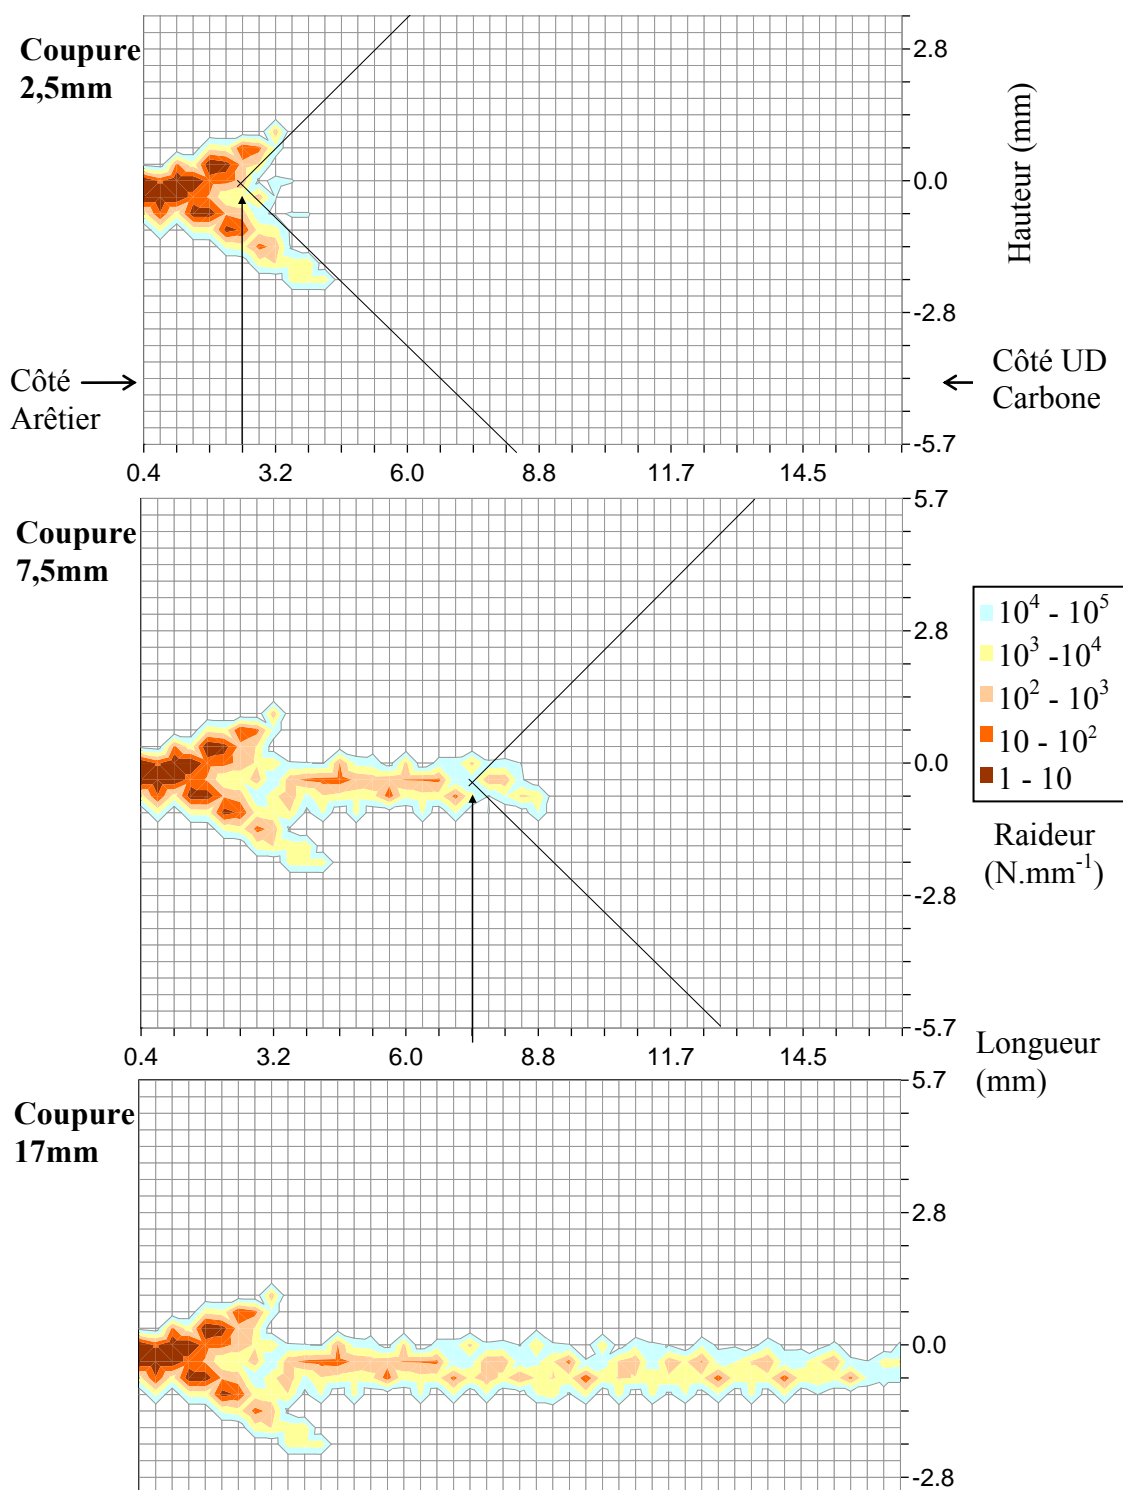 Coupure
2,5mm
2.8
0.0
-2.8
-5.7
Hauteur (mm)
Côté
Arêtier
Côté UD
Carbone
0.4 3.2 6.0 8.8 11.7 14.5
Coupure
7,5mm
5.7
2.8
0.0
-2.8
-5.7
10⁴ - 10⁵
10³ -10⁴
10² - 10³
10 - 10²
1 - 10
Raideur
(N.mm⁻¹)
0.4 3.2 6.0 8.8 11.7 14.5
Longueur
(mm)
Coupure
17mm
5.7
2.8
0.0
-2.8